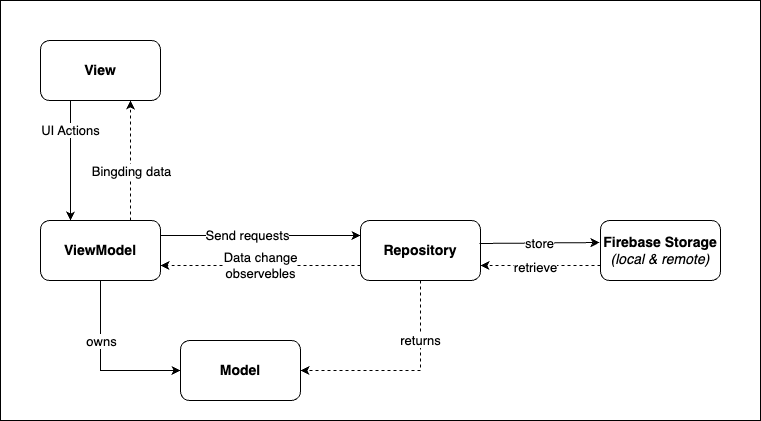 View
UI Actions
Bingding data
ViewModel
Send requests
Data change
observebles
Repository
store
retrieve
Firebase Storage
(local & remote)
owns
returns
Model